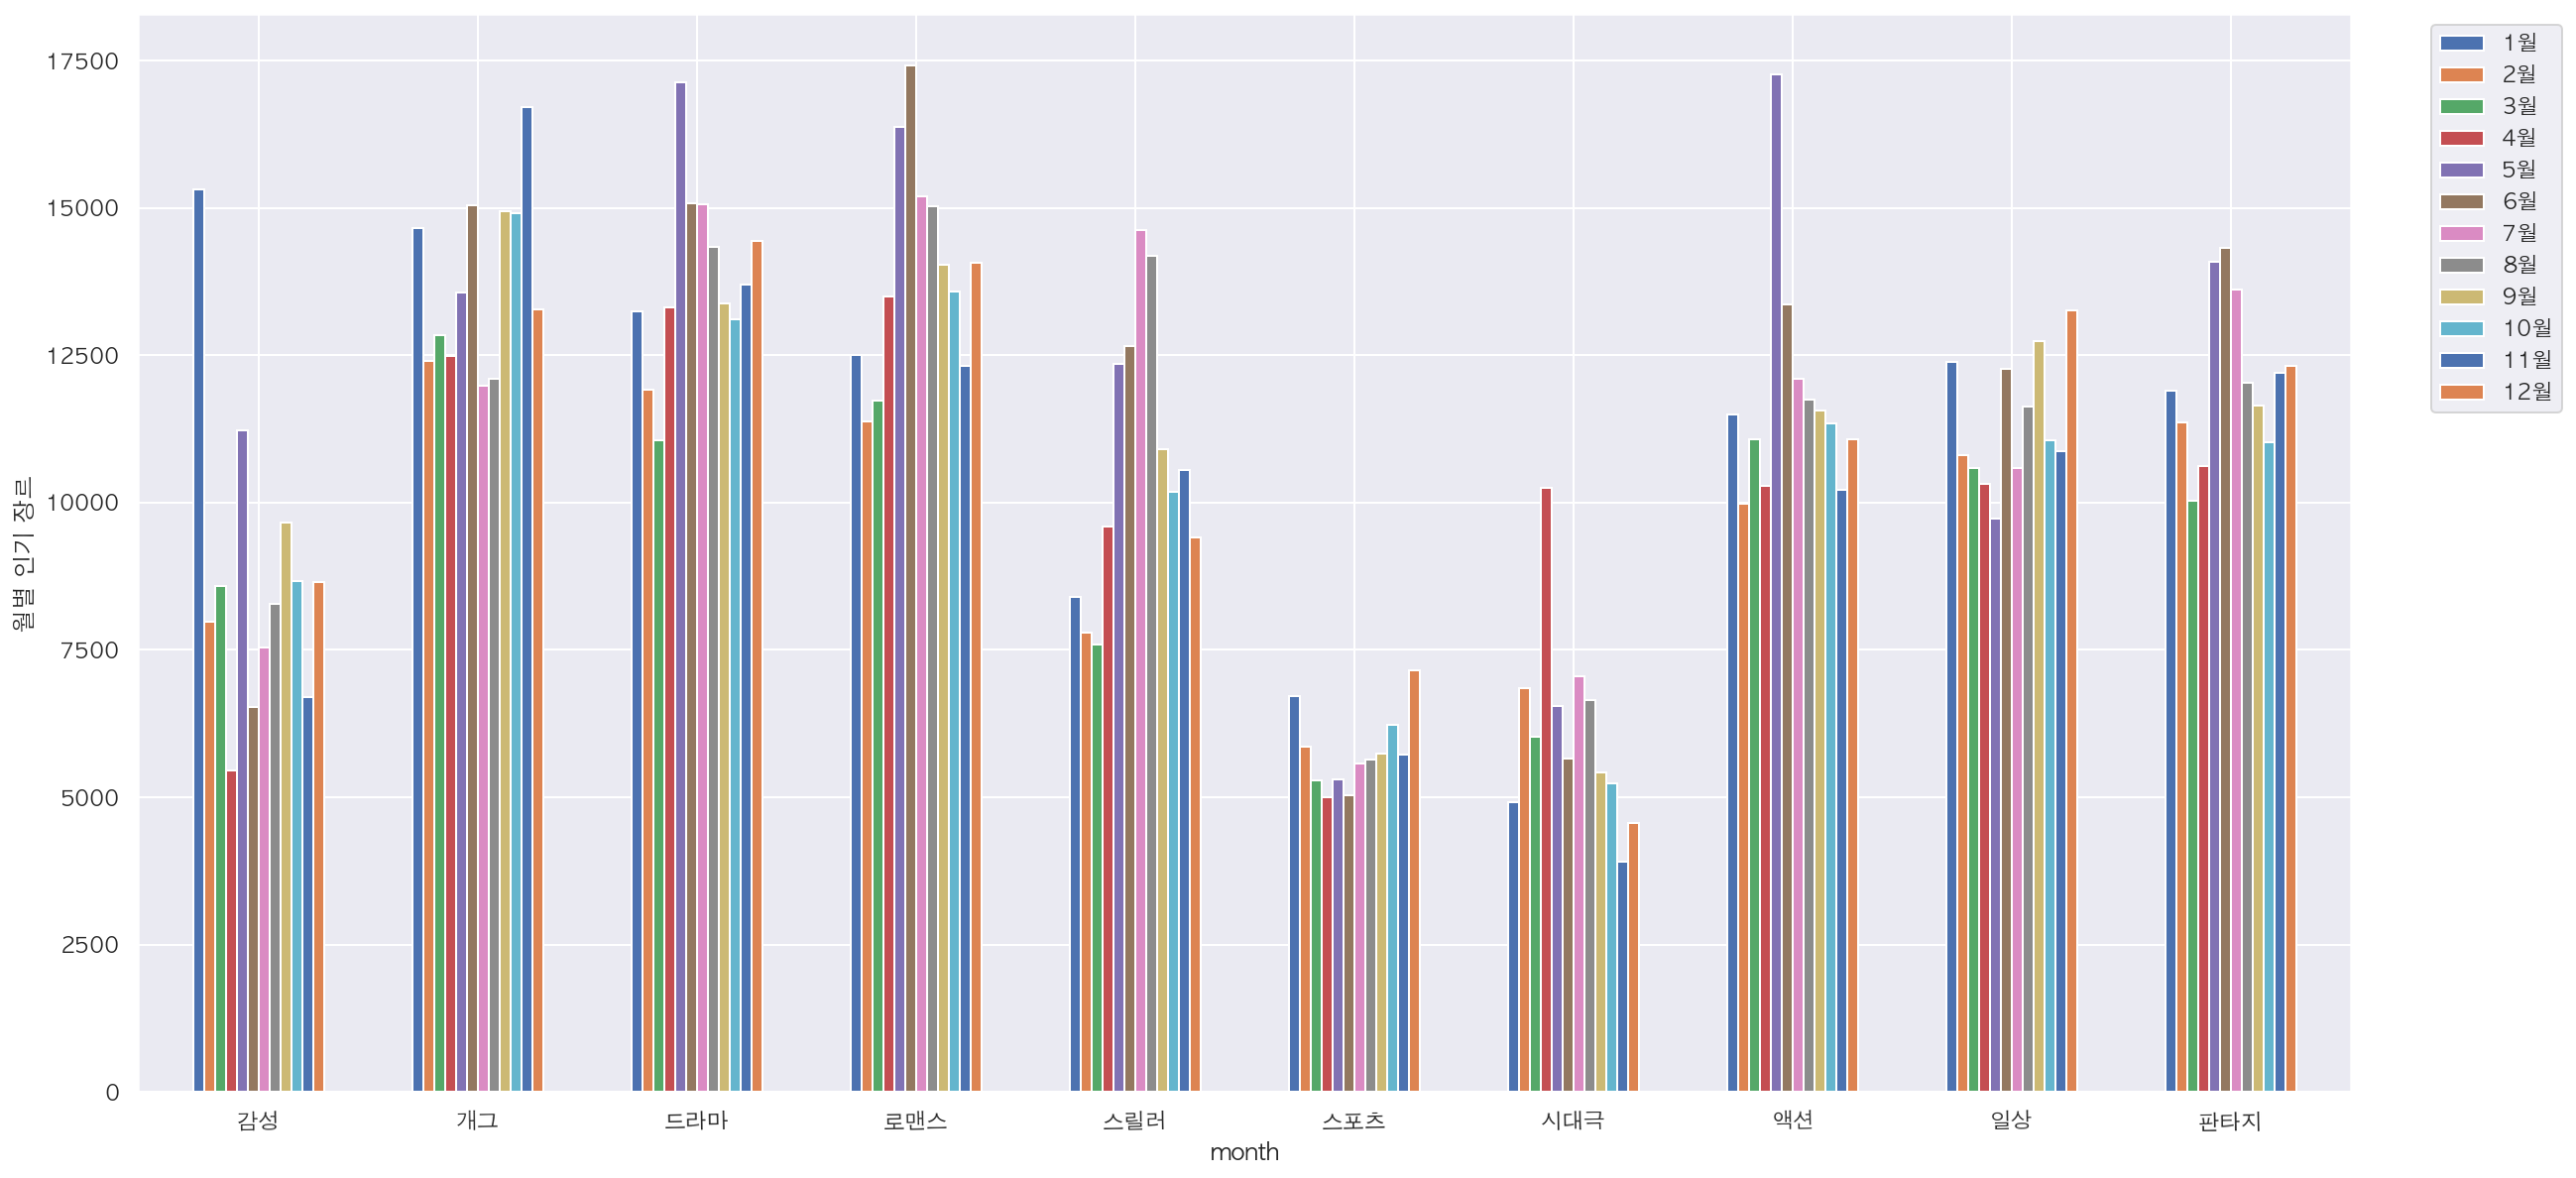 17500
15000
12500
10000
7500
5000
2500
0
월별 인기 장르
감성 개그 드라마 로맨스 스릴러 스포츠 시대극 액션 일상 판타지
month
1월
2월
3월
4월
5월
6월
7월
8월
9월
10월
11월
12월